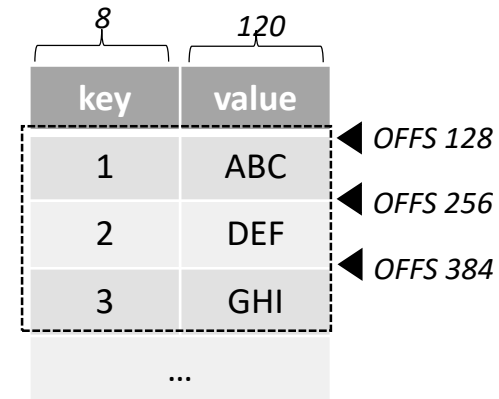 8 120
key value
OFFS 128
1 ABC
OFFS 256
2 DEF
OFFS 384
3 GHI
...